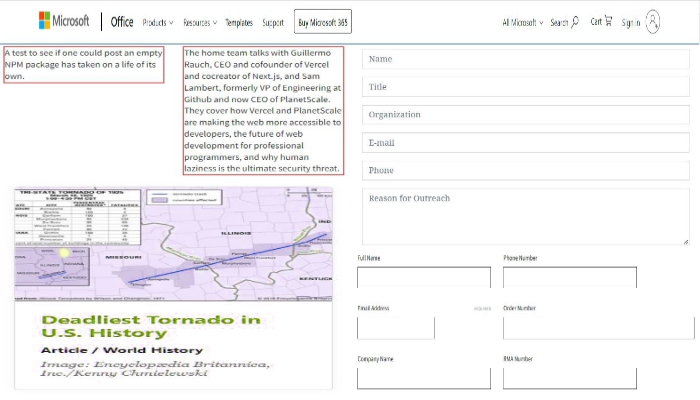 Microsoft
Office
Products
Resources
Templates
Support
Buy Microsoft 365
All Microsoft
Search
Cart
Sign in
A test to see if one could post an empty
NPM package has taken on a life of its
own.
The home team talks with Guillermo
Rauch, CEO and cofounder of Vercel
and cocreator of Next.js, and Sam
Lambert, formerly VP of Engineering at
Github and now CEO of PlanetScale.
They cover how Vercel and PlanetScale
are making the web more accessible to
developers, the future of web
development for professional
programmers, and why human
laziness is the ultimate security threat.
TRI-STATE TORNADO OF 1925
ILLINOIS
MISSOURI
Deadliest Tornado in
U.S. History
Article / World History
Image: Encyclopædia Britannica,
Inc./Kenny Chmielewski
Name
Title
Organization
E-mail
Phone
Reason for Outreach
Full Name
Phone Number
Email Address
Order Number
Company Name
RMA Number